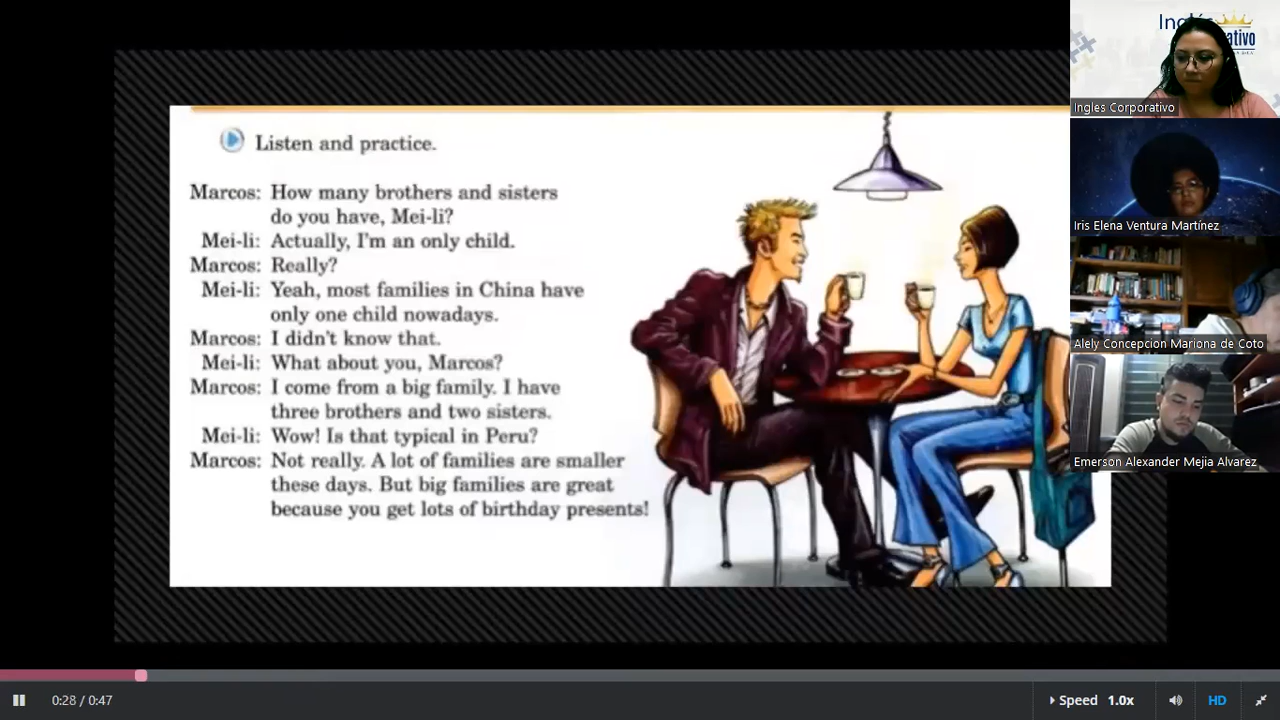 Listen and practice.
Marcos: How many brothers and sisters
do you have, Mei-li?
Mei-li: Actually, I'm an only child.
Marcos: Really?
Mei-li: Yeah, most families in China have
only one child nowadays.
Marcos: I didn't know that.
Mei-li: What about you, Marcos?
Marcos: I come from a big family. I have
three brothers and two sisters.
Mei-li: Wow! Is that typical in Peru?
Marcos: Not really. A lot of families are smaller
these days. But big families are great
because you get lots of birthday presents!
Ingles Corporativo
Iris Elena Ventura Martínez
Alely Concepcion Mariona de Coto
Emerson Alexander Mejia Alvarez
0:28 / 0:47
Speed 1.0x
HD